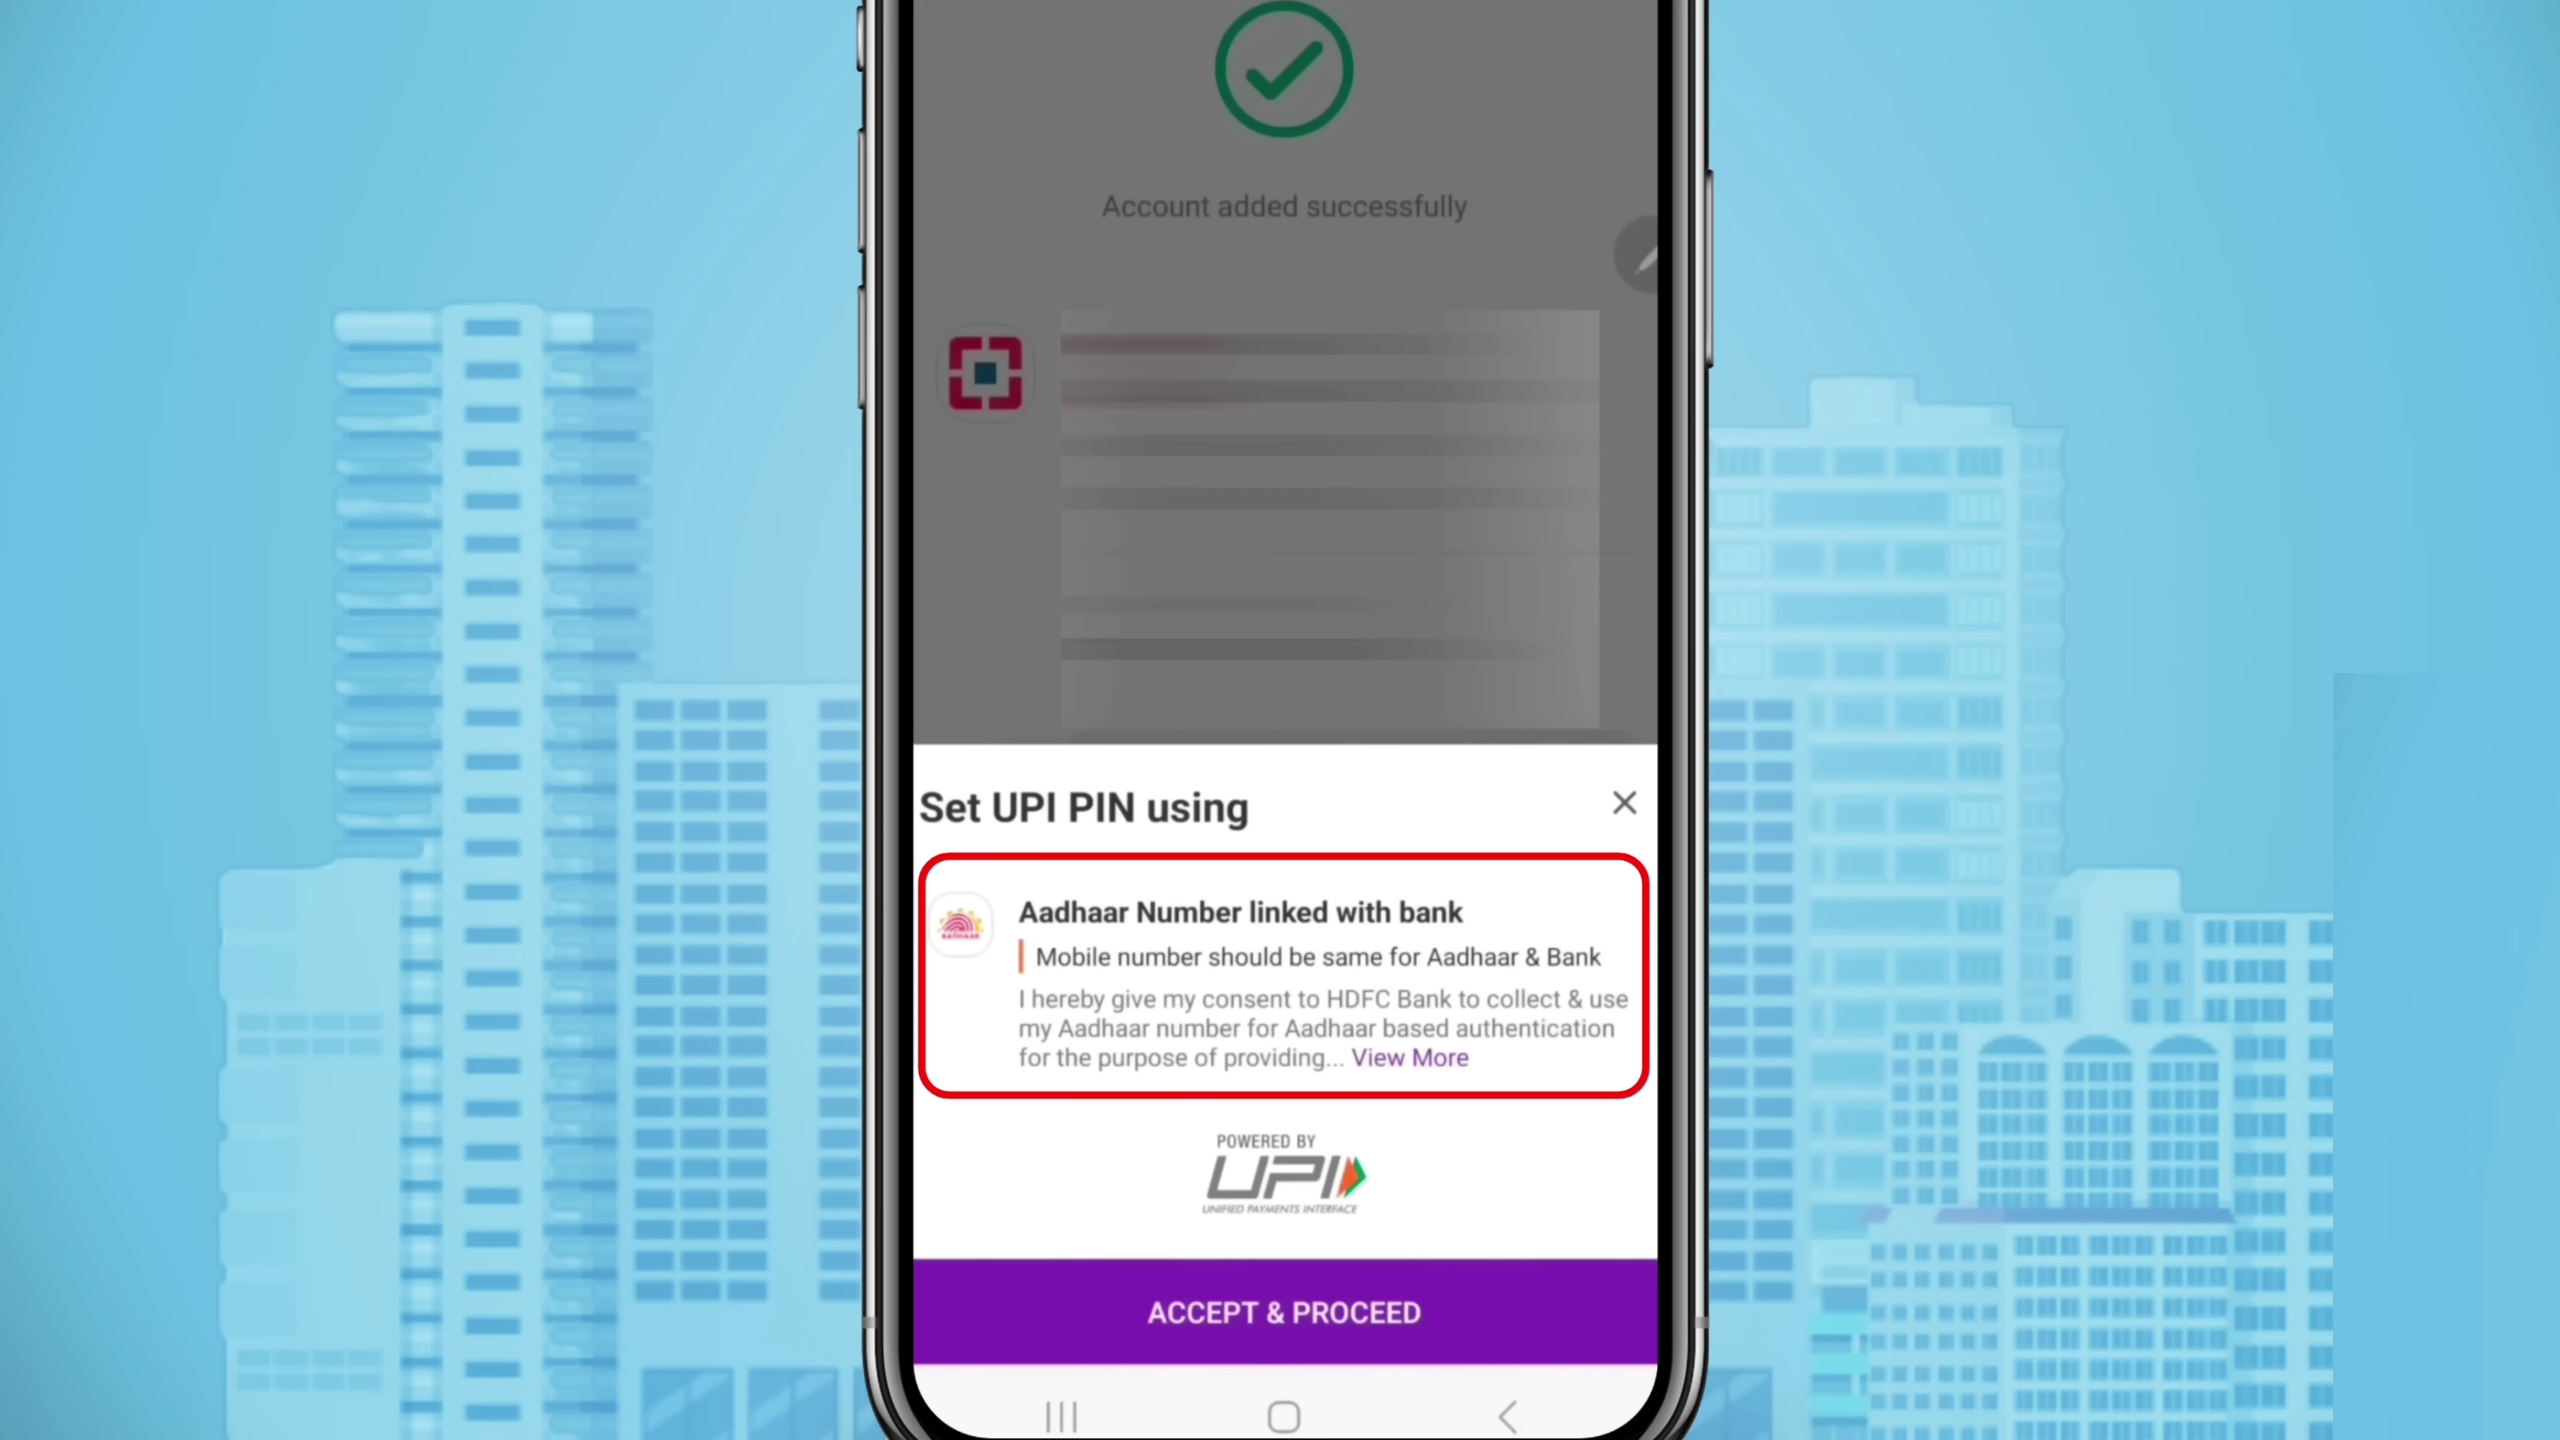 Account added successfully
Set UPI PIN using
Aadhaar Number linked with bank
Mobile number should be same for Aadhaar & Bank
I hereby give my consent to HDFC Bank to collect & use
my Aadhaar number for Aadhaar based authentication
for the purpose of providing... View More
AADHAAR
POWERED BY
UPI
UNIFIED PAYMENTS INTERFACE
ACCEPT & PROCEED